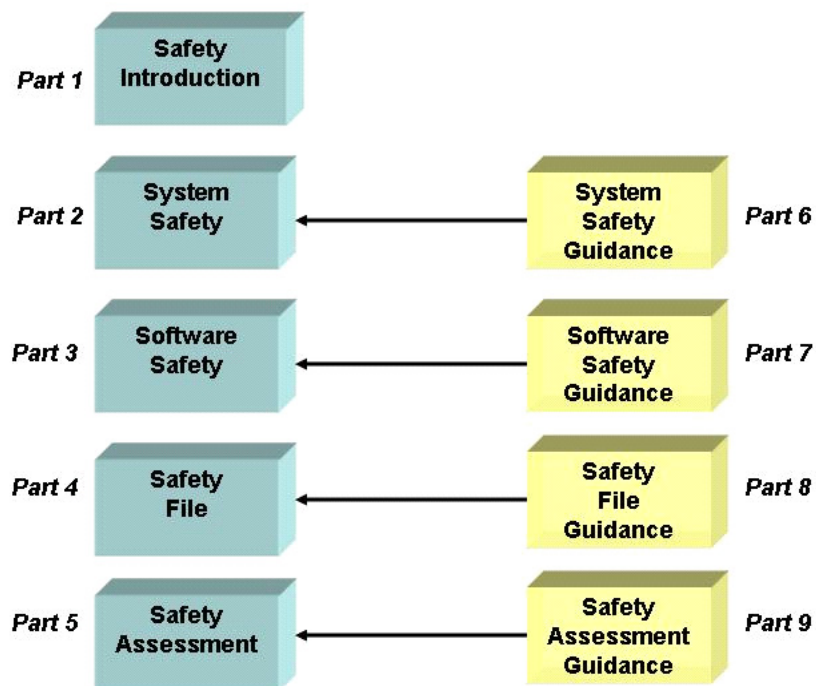 Part 1
Safety
Introduction
Part 2
System
Safety
System
Safety
Guidance
Part 6
Part 3
Software
Safety
Software
Safety
Guidance
Part 7
Part 4
Safety
File
Safety
File
Guidance
Part 8
Part 5
Safety
Assessment
Safety
Assessment
Guidance
Part 9